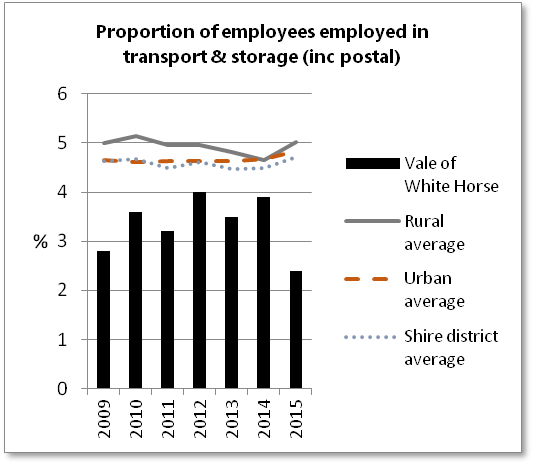 Proportion of employees employed in
transport & storage (inc postal)
6
5
4
3
2
1
0
%
2009
2010
2011
2012
2013
2014
2015
Vale of
White Horse
Rural
average
Urban
average
Shire district
average